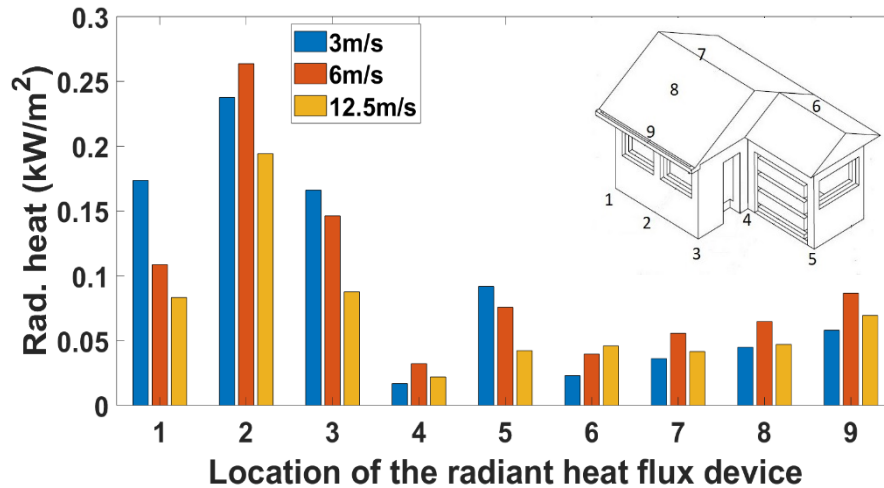 Rad. heat (kW/m²)
0.3
0.25
0.2
0.15
0.1
0.05
0
3m/s
6m/s
12.5m/s
7
8
6
9
1
2
4
3
5
1 2 3 4 5 6 7 8 9
Location of the radiant heat flux device